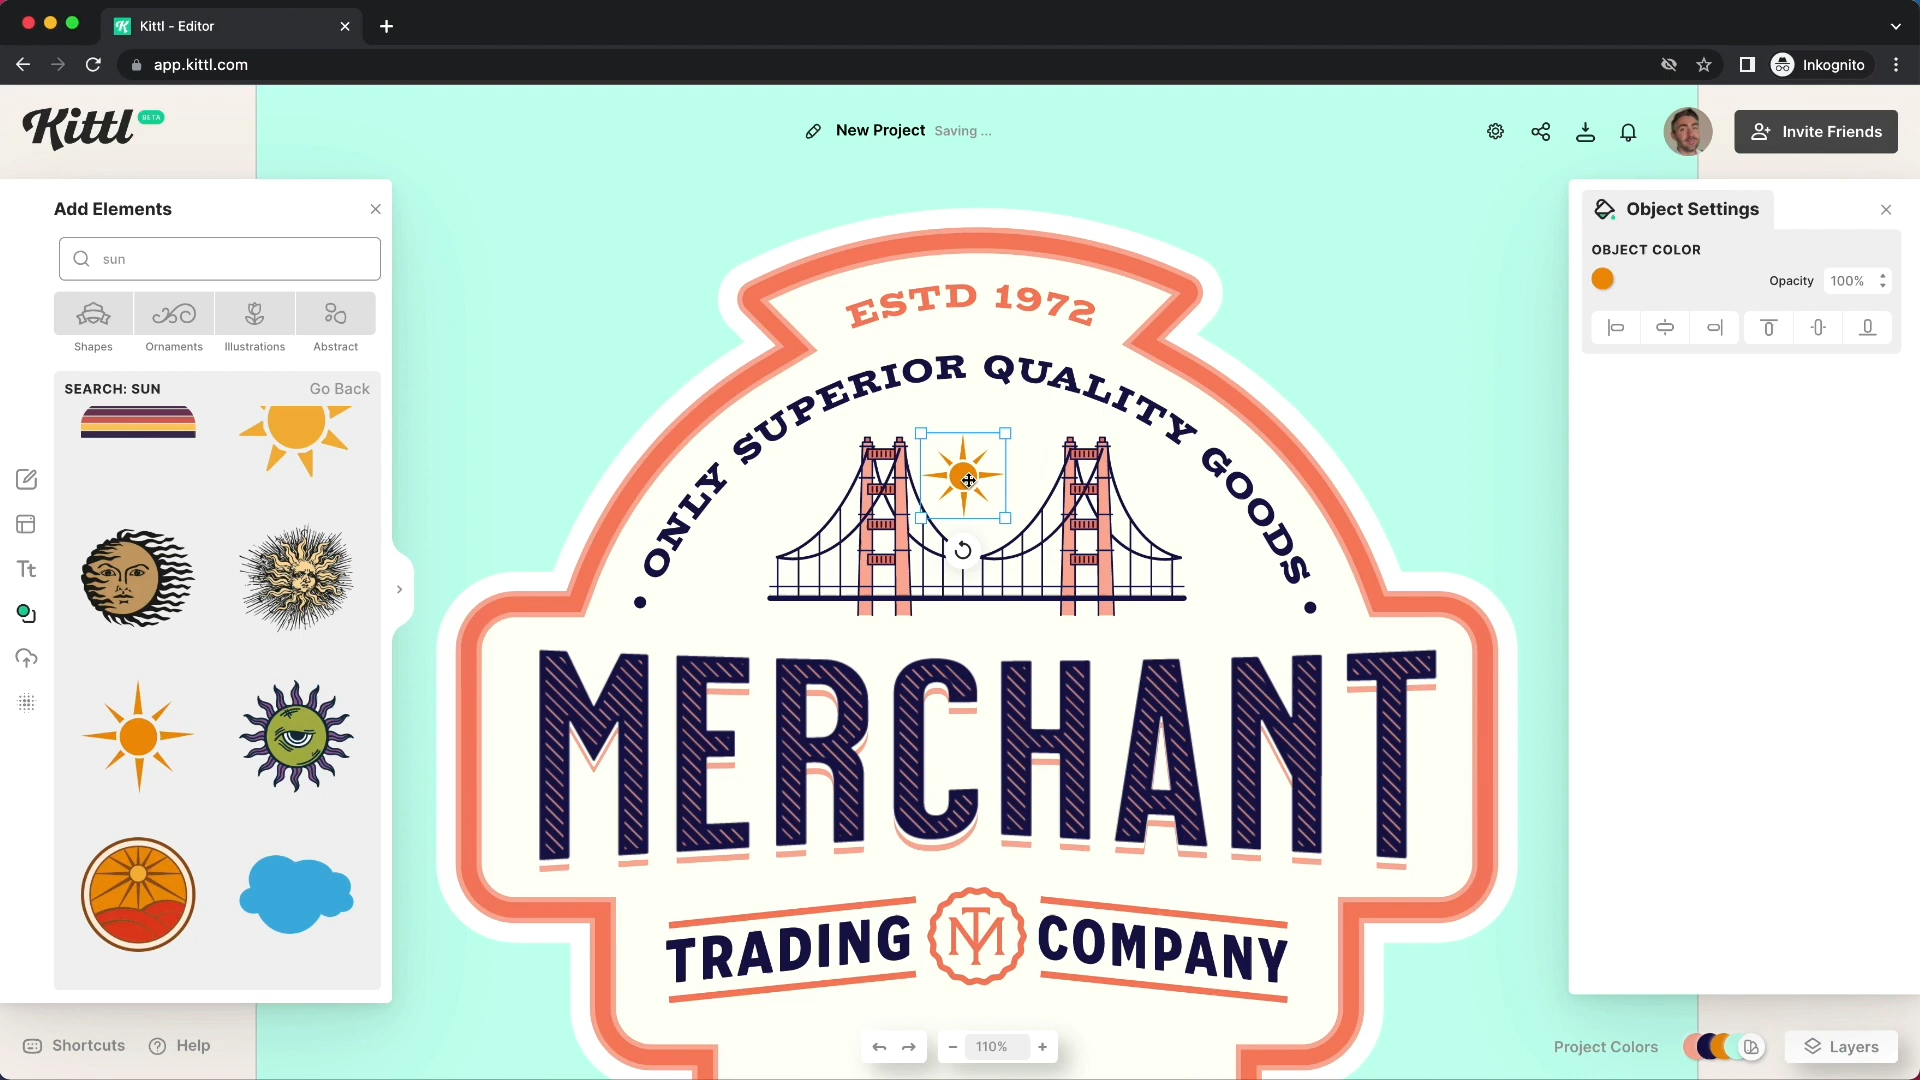 Kittl - Editor
app.kittl.com
Inkognito
Kittl BETA
New Project Saving ...
Invite Friends
Add Elements
sun
Shapes Ornaments Illustrations Abstract
SEARCH: SUN Go Back
Object Settings
OBJECT COLOR
Opacity 100%
ESTD 1972
• ONLY SUPERIOR QUALITY GOODS •
MERCHANT
TRADING TM COMPANY
Shortcuts Help
110%
Project Colors
Layers